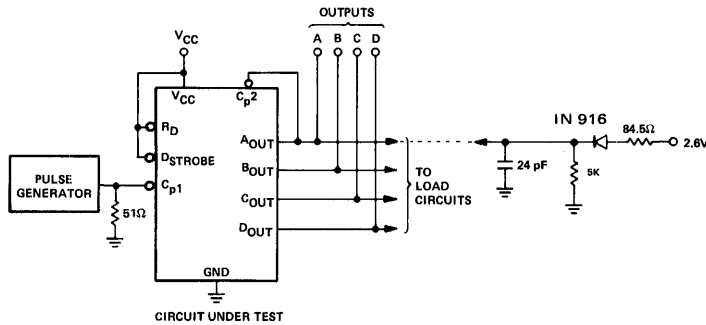 OUTPUTS
A B C D
VCC
VCC
Cp2
IN 916
84.5Ω
2.6V
RD
AOUT
DSTROBE
BOUT
24 pF
5K
PULSE
GENERATOR
Cp1
TO
LOAD
CIRCUITS
COUT
51Ω
DOUT
GND
CIRCUIT UNDER TEST